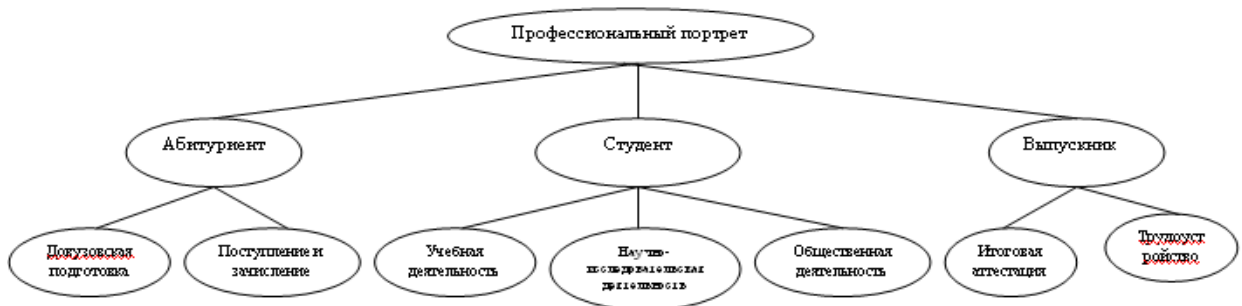 Профессиональный портрет
Абитуриент
Студент
Выпускник
Довузовская
подготовка
Поступление и
зачисление
Учебная
деятельность
Научно-
исследовательская
деятельность
Общественная
деятельность
Итоговая
аттестация
Трудоуст
ройство